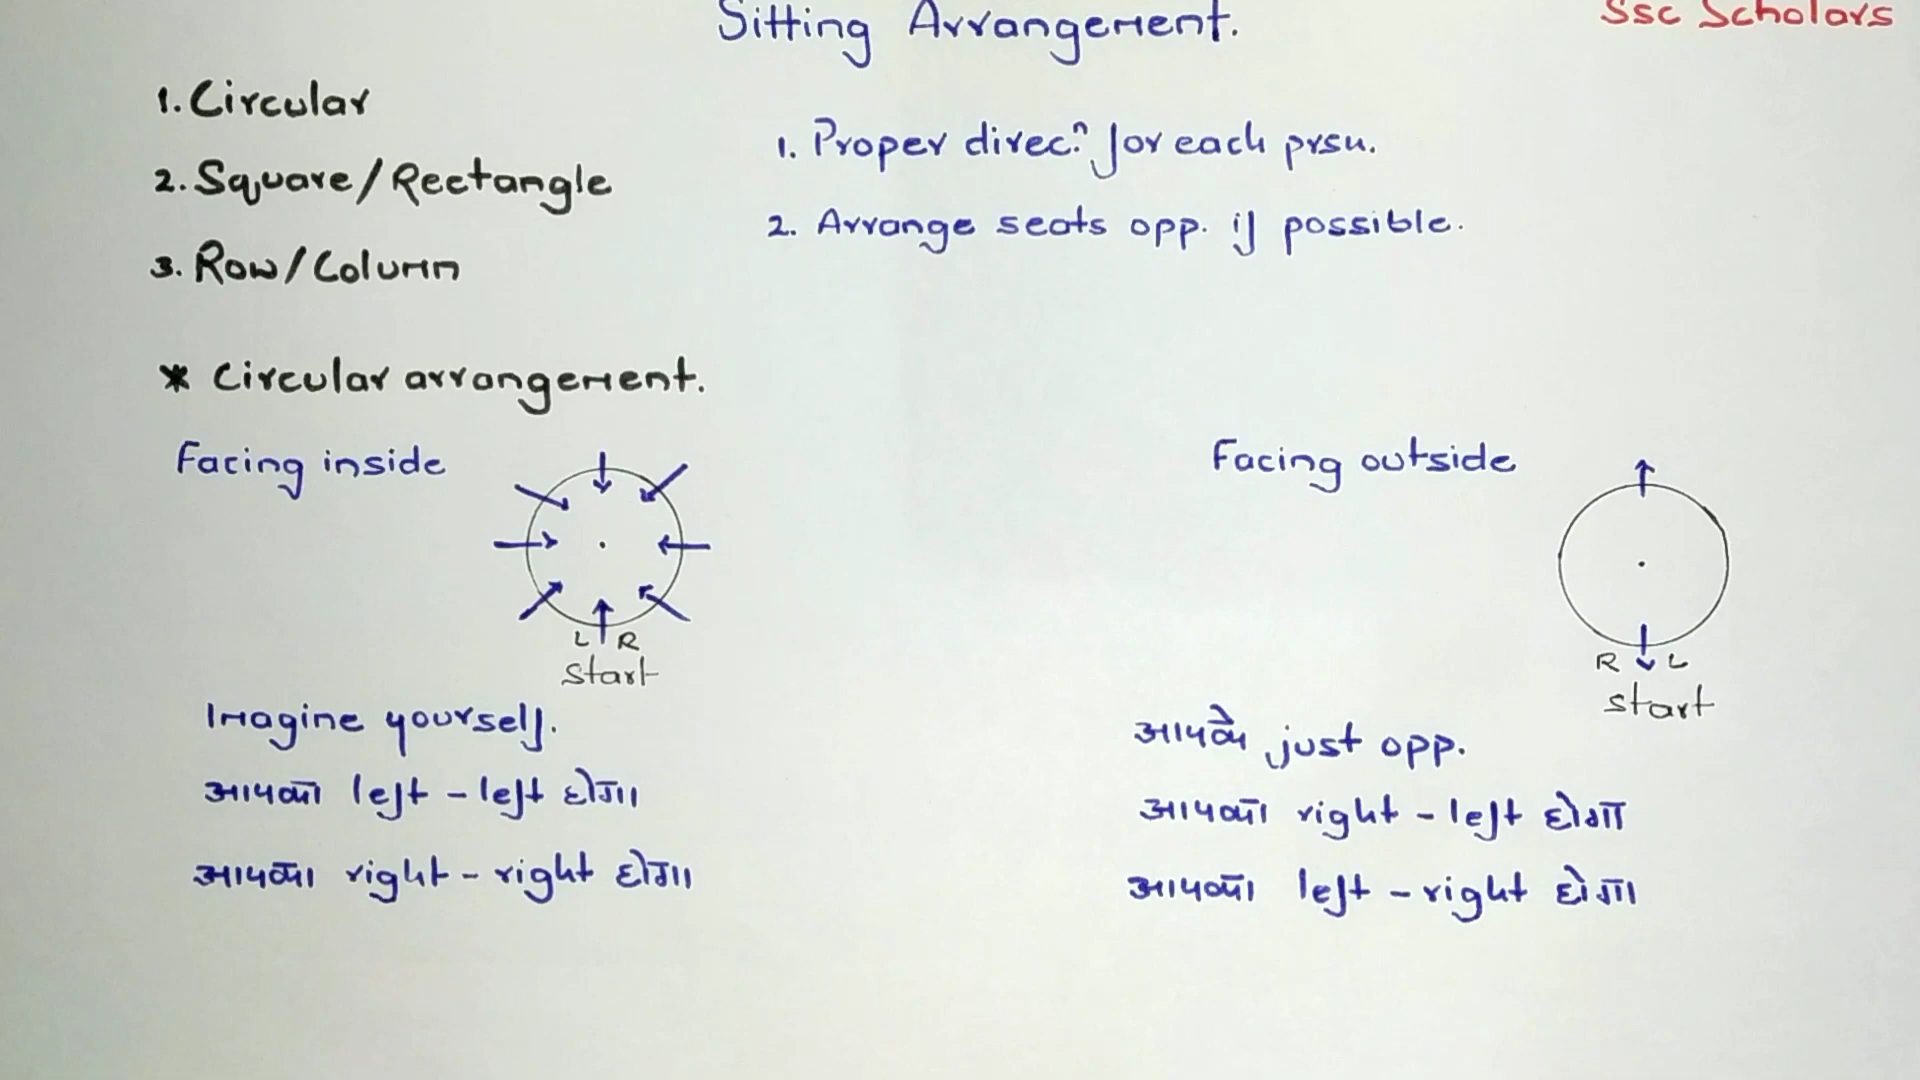 Sitting Arrangement.
Ssc Scholars
1. Circular
2. Square/Rectangle
3. Row/Column
1. Proper direcⁿ. for each prsn.
2. Arrange seats opp. if possible.
* Circular arrangement.
Facing inside
L R
start
Imagine yourself.
आपका left - left होगा
आपका right - right होगा
Facing outside
R L
start
आपके just opp.
आपका right - left होगा
आपका left - right होगा